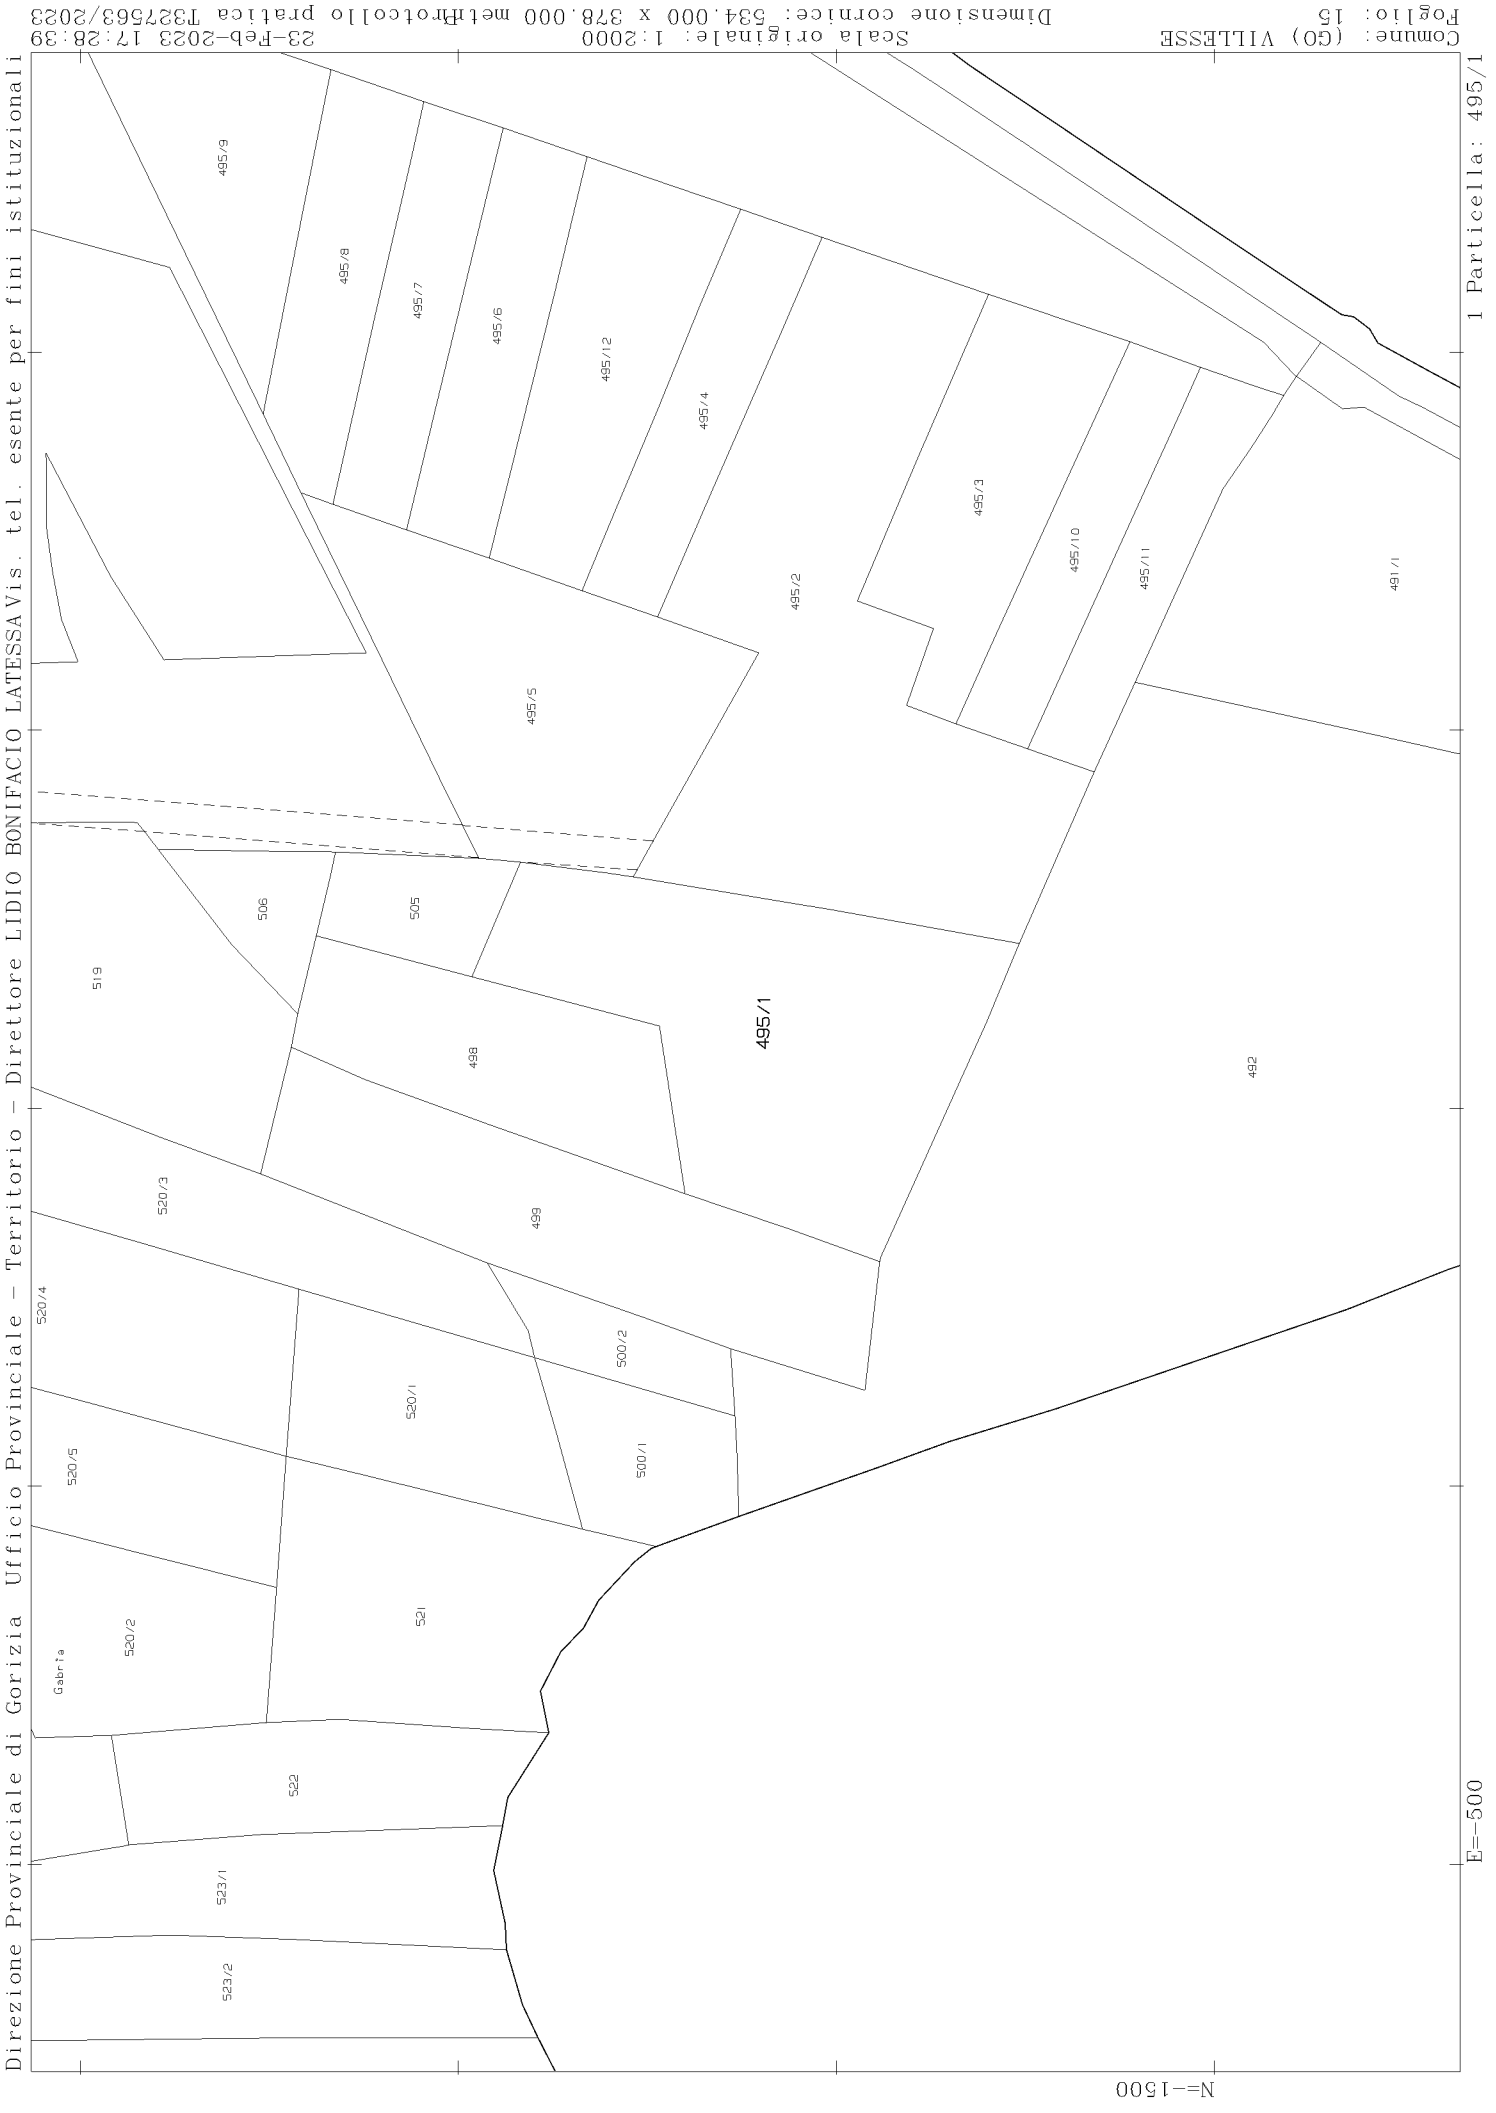 Direzione Provinciale di Gorizia Ufficio Provinciale - Territorio - Direttore LIDIO BONIFACIO LATESSA Vis. tel. esente per fini istituzionali
Comune: (GO) VILLESSE
Foglio: 15
Scala originale: 1:2000
Dimensione cornice: 534.000 x 378.000 metri
23-Feb-2023 17:28:39
Protocollo pratica T327563/2023
1 Particella: 495/1
E=-500
N=-1500
495/9
495/8
495/7
495/6
495/12
495/4
495/2
495/3
495/10
495/11
491/1
495/5
506
505
519
498
495/1
492
520/3
499
520/4
500/2
520/1
500/1
520/5
521
520/2
Gabria
522
523/1
523/2